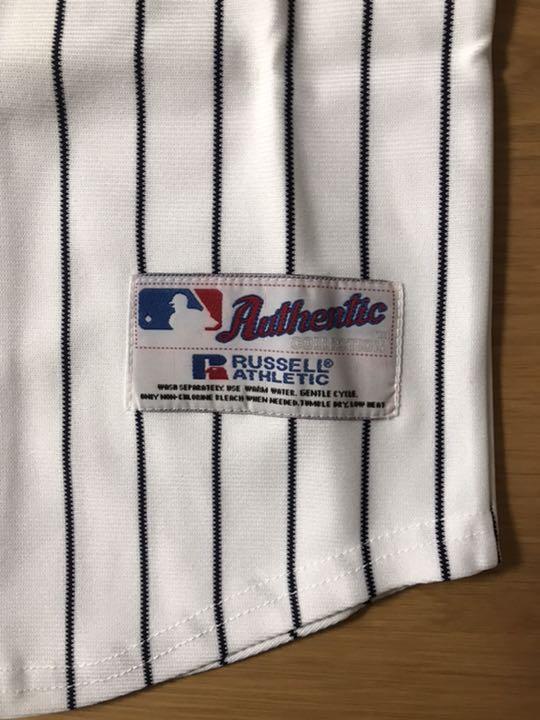 Authentic
COLLECTION
R RUSSELL®
ATHLETIC
WASH SEPARATELY. USE WARM WATER. GENTLE CYCLE.
ONLY NON-CHLORINE BLEACH WHEN NEEDED. TUMBLE DRY. LOW HEAT